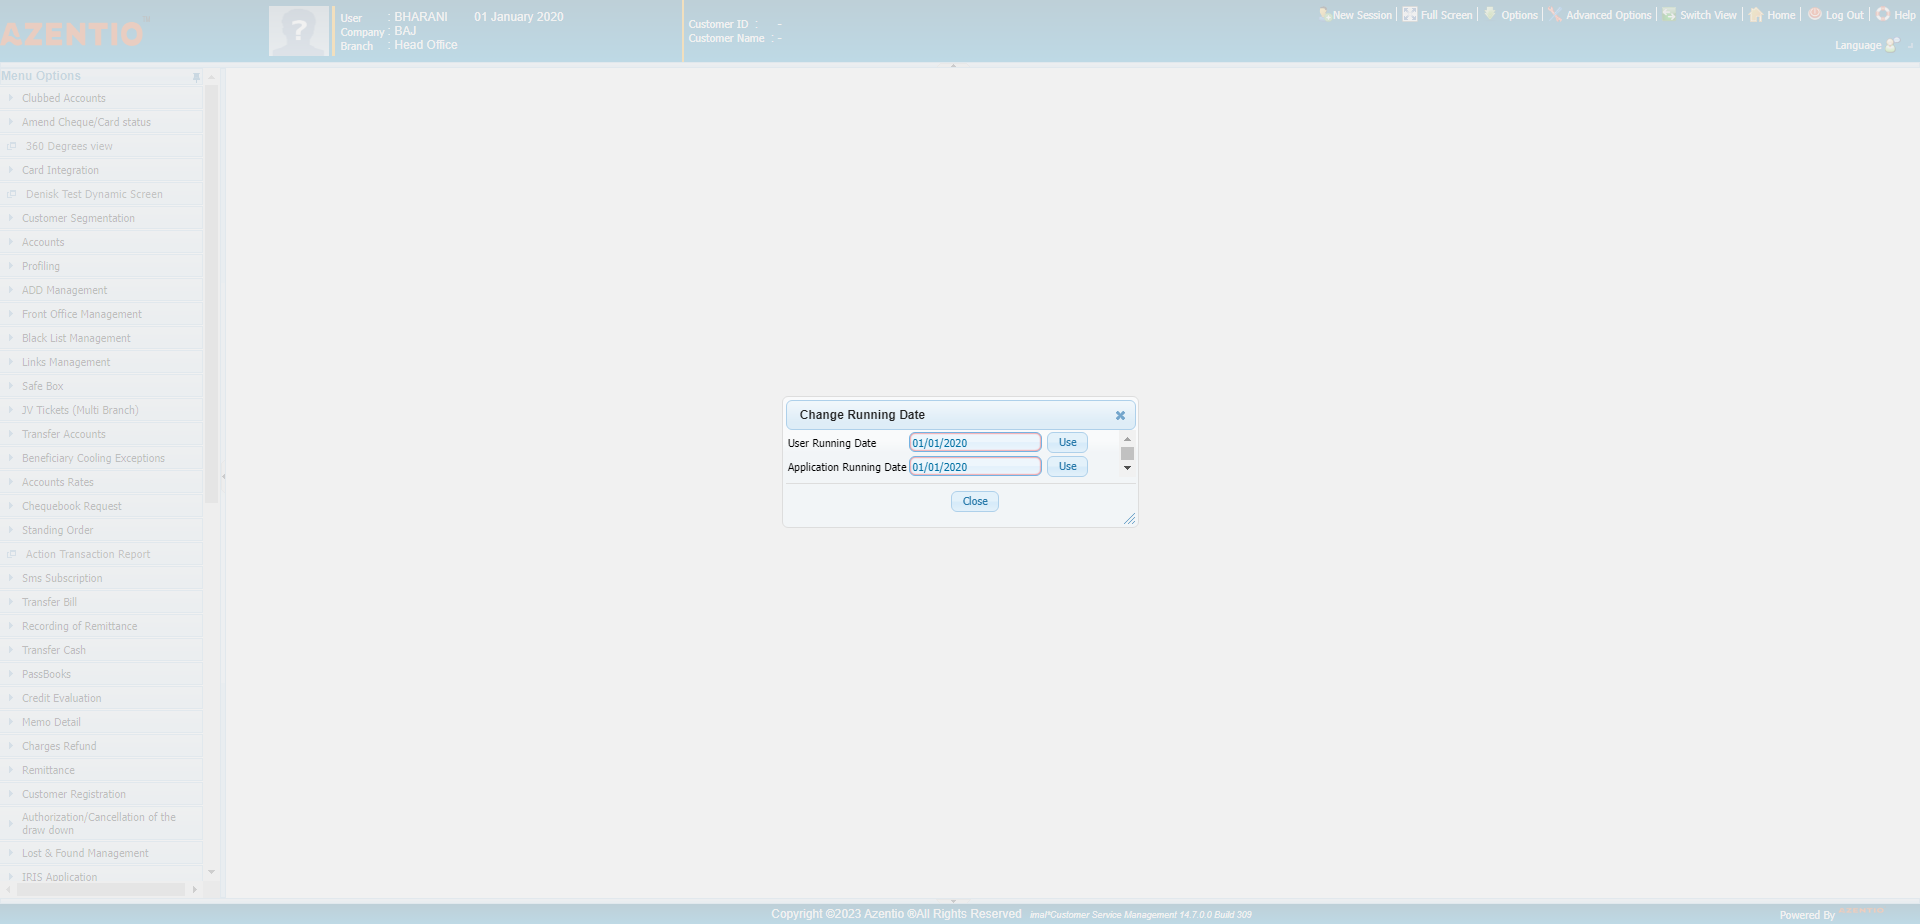 AZENTIO
User : BHARANI 01 January 2020
Company : BAJ
Branch : Head Office
Customer ID : -
Customer Name : -
New Session Full Screen Options Advanced Options Switch View Home Log Out Help
Language
Menu Options
Clubbed Accounts
Amend Cheque/Card status
360 Degrees view
Card Integration
Denisk Test Dynamic Screen
Customer Segmentation
Accounts
Profiling
ADD Management
Front Office Management
Black List Management
Links Management
Safe Box
JV Tickets (Multi Branch)
Transfer Accounts
Beneficiary Cooling Exceptions
Accounts Rates
Chequebook Request
Standing Order
Action Transaction Report
Sms Subscription
Transfer Bill
Recording of Remittance
Transfer Cash
PassBooks
Credit Evaluation
Memo Detail
Charges Refund
Remittance
Customer Registration
Authorization/Cancellation of the
draw down
Lost & Found Management
IRIS Application
Change Running Date
User Running Date 01/01/2020 Use
Application Running Date 01/01/2020 Use
Close
Copyright ©2023 Azentio ®All Rights Reserved imal*Customer Service Management 14.7.0.0 Build 309
Powered By